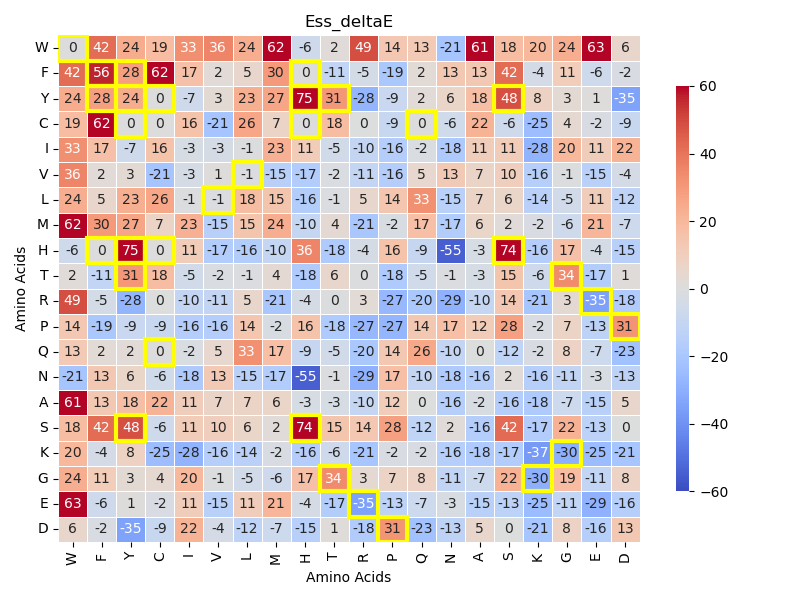 Ess_deltaE
W 0 42 24 19 33 36 24 62 -6 2 49 14 13 -21 61 18 20 24 63 6
F 42 56 28 62 17 2 5 30 0 -11 -5 -19 2 13 13 42 -4 11 -6 -2
Y 24 28 24 0 -7 3 23 27 75 31 -28 -9 2 6 18 48 8 3 1 -35
C 19 62 0 0 16 -21 26 7 0 18 0 -9 0 -6 22 -6 -25 4 -2 -9
I 33 17 -7 16 -3 -3 -1 23 11 -5 -10 -16 -2 -18 11 11 -28 20 11 22
V 36 2 3 -21 -3 1 -1 -15 -17 -2 -11 -16 5 13 7 10 -16 -1 -15 -4
L 24 5 23 26 -1 -1 18 15 -16 -1 5 14 33 -15 7 6 -14 -5 11 -12
M 62 30 27 7 23 -15 15 24 -10 4 -21 -2 17 -17 6 2 -2 -6 21 -7
H -6 0 75 0 11 -17 -16 -10 36 -18 -4 16 -9 -55 -3 74 -16 17 -4 -15
T 2 -11 31 18 -5 -2 -1 4 -18 6 0 -18 -5 -1 -3 15 -6 34 -17 1
R 49 -5 -28 0 -10 -11 5 -21 -4 0 3 -27 -20 -29 -10 14 -21 3 -35 -18
P 14 -19 -9 -9 -16 -16 14 -2 16 -18 -27 -27 14 17 12 28 -2 7 -13 31
Q 13 2 2 0 -2 5 33 17 -9 -5 -20 14 26 -10 0 -12 -2 8 -7 -23
N -21 13 6 -6 -18 13 -15 -17 -55 -1 -29 17 -10 -18 -16 2 -16 -11 -3 -13
A 61 13 18 22 11 7 7 6 -3 -3 -10 12 0 -16 -2 -16 -18 -7 -15 5
S 18 42 48 -6 11 10 6 2 74 15 14 28 -12 2 -16 42 -17 22 -13 0
K 20 -4 8 -25 -28 -16 -14 -2 -16 -6 -21 -2 -2 -16 -18 -17 -37 -30 -25 -21
G 24 11 3 4 20 -1 -5 -6 17 34 3 7 8 -11 -7 22 -30 19 -11 8
E 63 -6 1 -2 11 -15 11 21 -4 -17 -35 -13 -7 -3 -15 -13 -25 -11 -29 -16
D 6 -2 -35 -9 22 -4 -12 -7 -15 1 -18 31 -23 -13 5 0 -21 8 -16 13
W F Y C I V L M H T R P Q N A S K G E D
Amino Acids
Amino Acids
60
40
20
0
−20
−40
−60